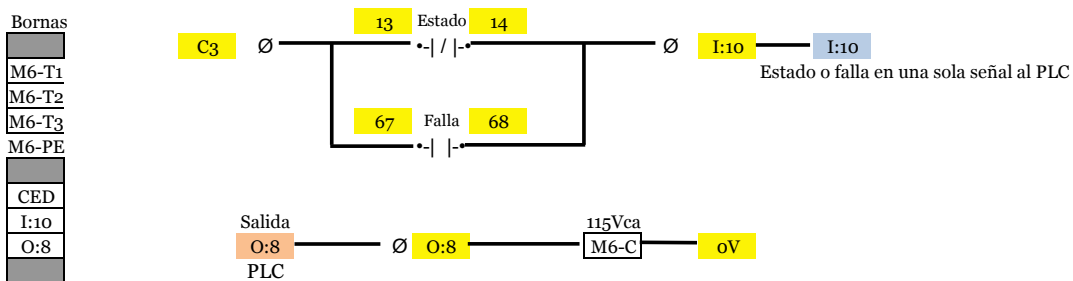 Bornas
M6-T1
M6-T2
M6-T3
M6-PE
CED
I:10
O:8
13 Estado 14
C3 Ø •-| / |-• Ø I:10 I:10
Estado o falla en una sola señal al PLC
67 Falla 68
•-| |-•
Salida 115Vca
O:8 Ø O:8 M6-C 0V
PLC